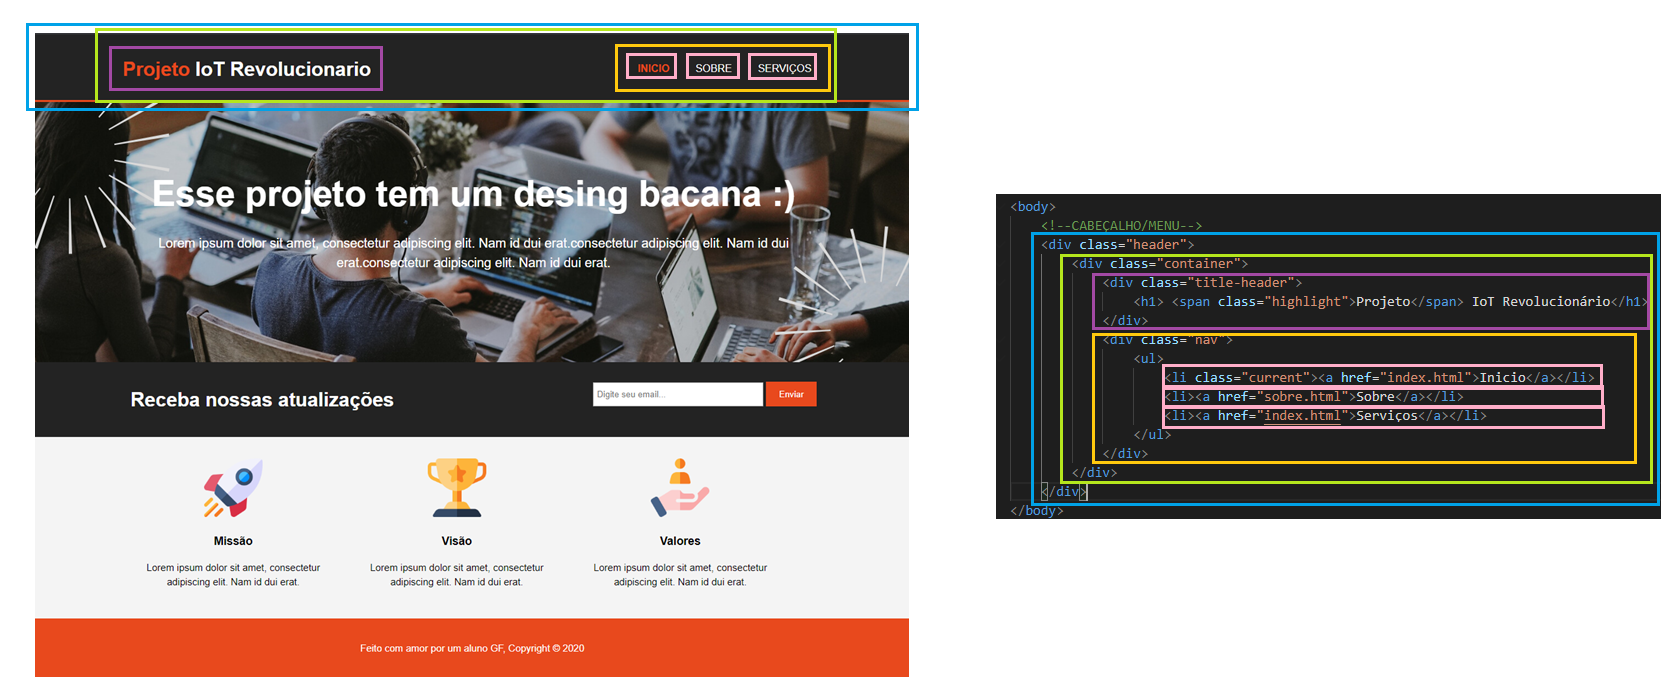 Projeto IoT Revolucionario
INICIO SOBRE SERVIÇOS
Esse projeto tem um desing bacana :)
Lorem ipsum dolor sit amet, consectetur adipiscing elit. Nam id dui erat.consectetur adipiscing elit. Nam id dui
erat.consectetur adipiscing elit. Nam id dui erat.
Receba nossas atualizações
Digite seu email...
Enviar
Missão
Lorem ipsum dolor sit amet, consectetur
adipiscing elit. Nam id dui erat.
Visão
Lorem ipsum dolor sit amet, consectetur
adipiscing elit. Nam id dui erat.
Valores
Lorem ipsum dolor sit amet, consectetur
adipiscing elit. Nam id dui erat.
Feito com amor por um aluno GF, Copyright © 2020
<body>
<!--CABEÇALHO/MENU-->
<div class="header">
<div class="container">
<div class="title-header">
<h1> <span class="highlight">Projeto</span> IoT Revolucionário</h1>
</div>
<div class="nav">
<ul>
<li class="current"><a href="index.html">Inicio</a></li>
<li><a href="sobre.html">Sobre</a></li>
<li><a href="index.html">Serviços</a></li>
</ul>
</div>
</div>
</div>
</body>